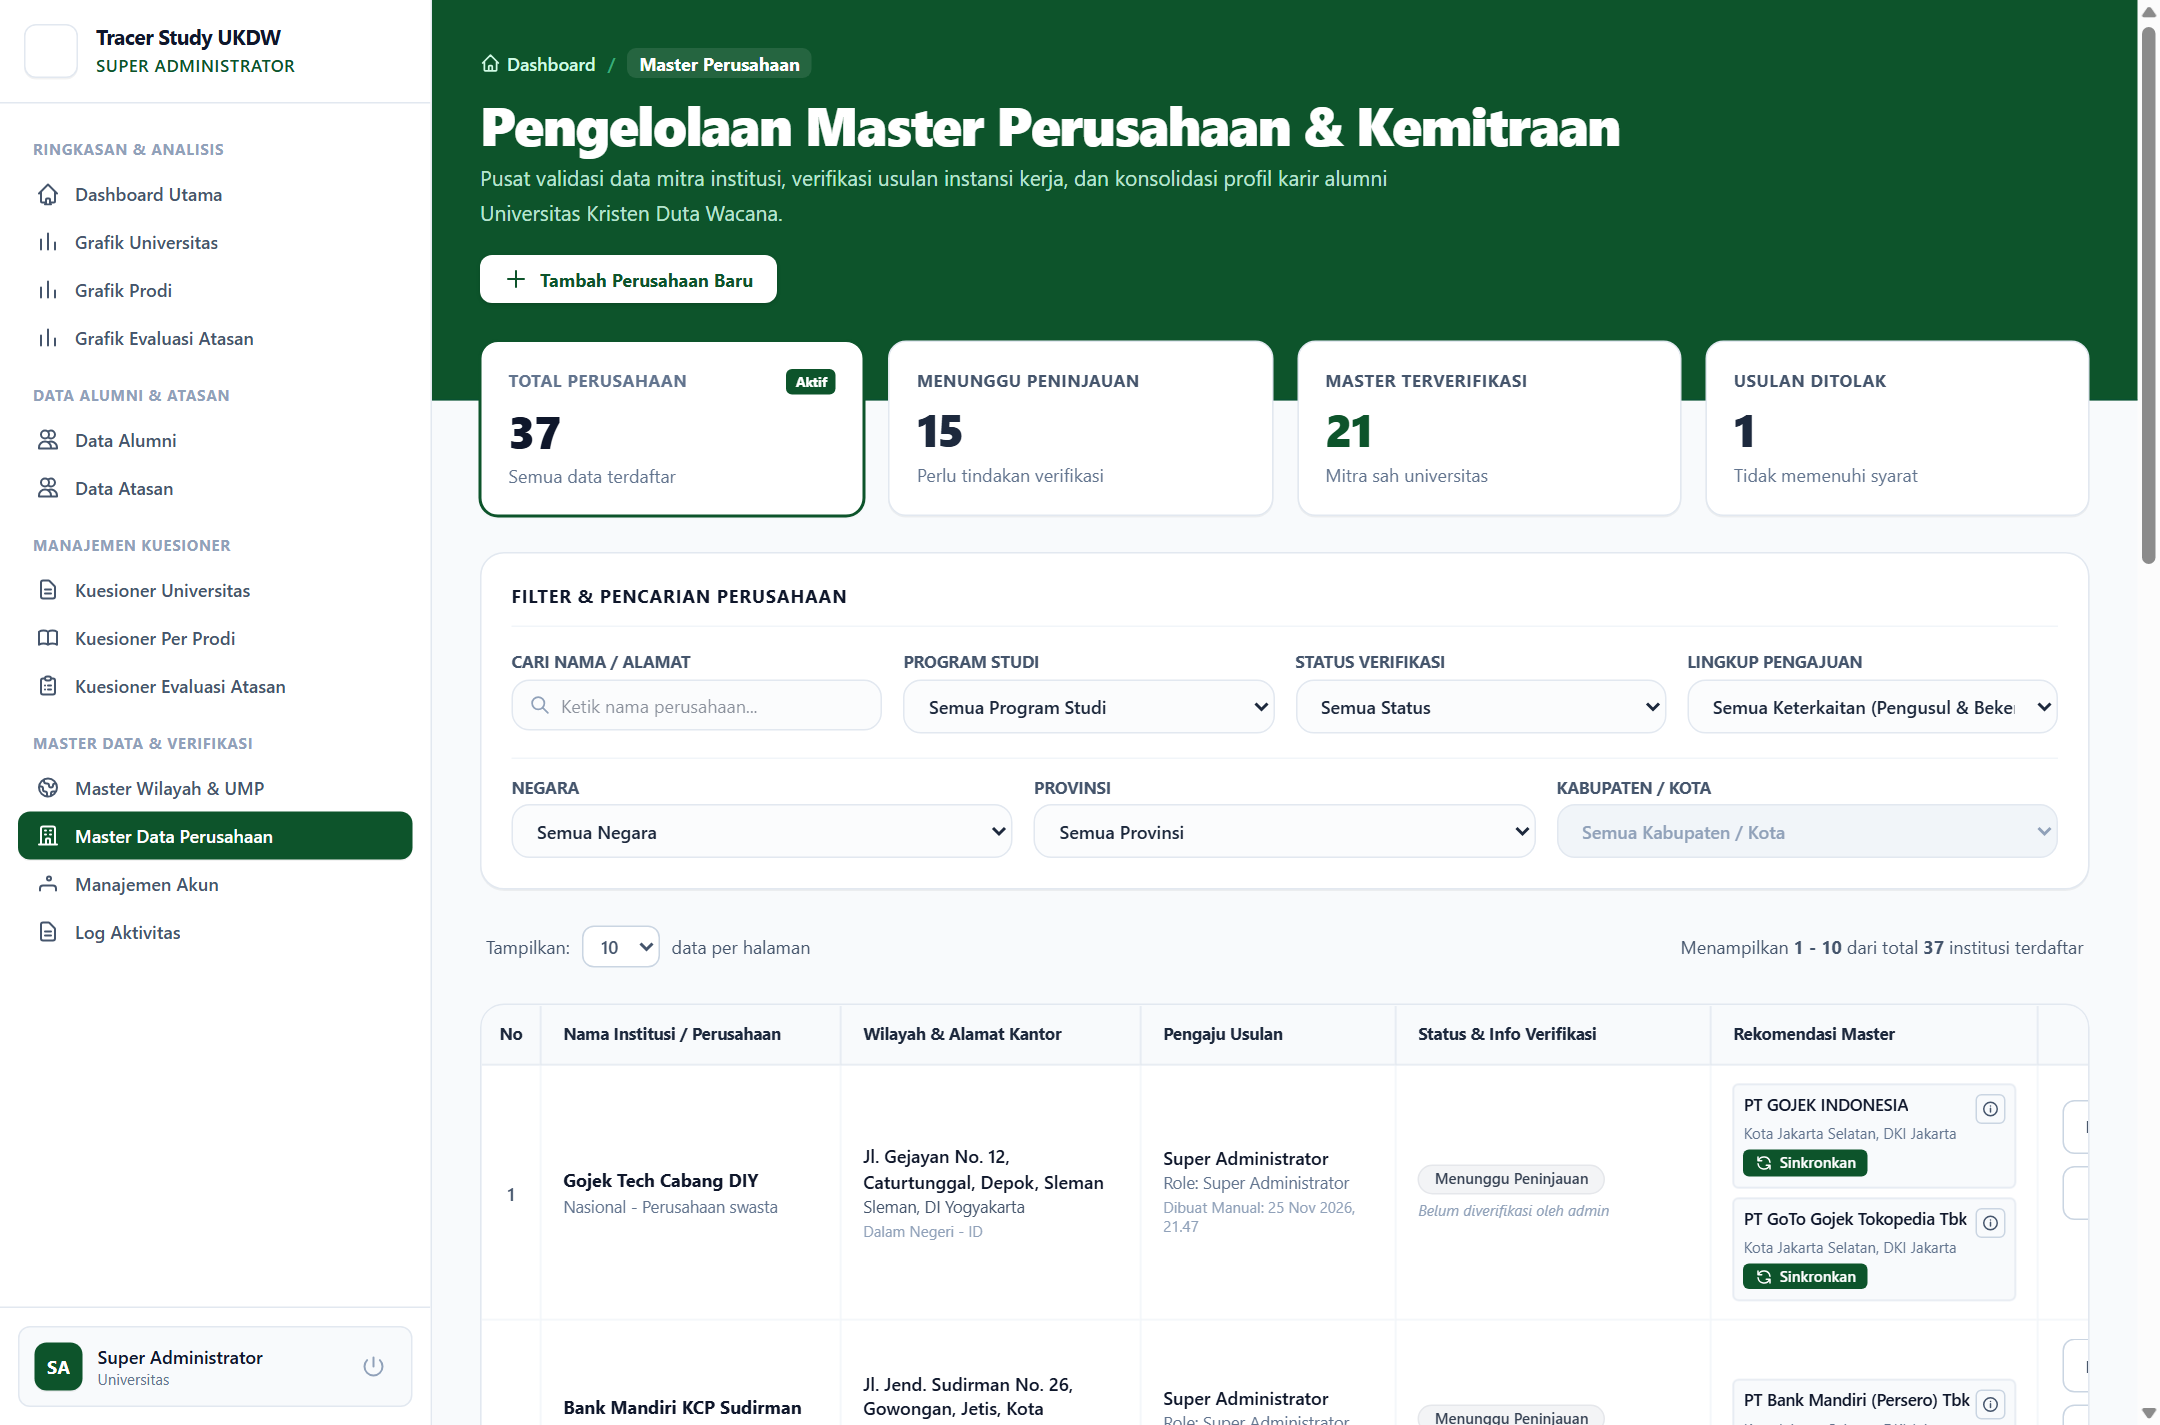 Tracer Study UKDW
SUPER ADMINISTRATOR
RINGKASAN & ANALISIS
Dashboard Utama
Grafik Universitas
Grafik Prodi
Grafik Evaluasi Atasan
DATA ALUMNI & ATASAN
Data Alumni
Data Atasan
MANAJEMEN KUESIONER
Kuesioner Universitas
Kuesioner Per Prodi
Kuesioner Evaluasi Atasan
MASTER DATA & VERIFIKASI
Master Wilayah & UMP
Master Data Perusahaan
Manajemen Akun
Log Aktivitas
SA
Super Administrator
Universitas
Dashboard / Master Perusahaan
Pengelolaan Master Perusahaan & Kemitraan
Pusat validasi data mitra institusi, verifikasi usulan instansi kerja, dan konsolidasi profil karir alumni
Universitas Kristen Duta Wacana.
Tambah Perusahaan Baru
TOTAL PERUSAHAAN Aktif
37
Semua data terdaftar
MENUNGGU PENINJAUAN
15
Perlu tindakan verifikasi
MASTER TERVERIFIKASI
21
Mitra sah universitas
USULAN DITOLAK
1
Tidak memenuhi syarat
FILTER & PENCARIAN PERUSAHAAN
CARI NAMA / ALAMAT
Ketik nama perusahaan...
PROGRAM STUDI
Semua Program Studi
STATUS VERIFIKASI
Semua Status
LINGKUP PENGAJUAN
Semua Keterkaitan (Pengusul & Beke
NEGARA
Semua Negara
PROVINSI
Semua Provinsi
KABUPATEN / KOTA
Semua Kabupaten / Kota
Tampilkan: 10 data per halaman
Menampilkan 1 - 10 dari total 37 institusi terdaftar
No
Nama Institusi / Perusahaan
Wilayah & Alamat Kantor
Pengaju Usulan
Status & Info Verifikasi
Rekomendasi Master
1
Gojek Tech Cabang DIY
Nasional - Perusahaan swasta
Jl. Gejayan No. 12,
Caturtunggal, Depok, Sleman
Sleman, DI Yogyakarta
Dalam Negeri - ID
Super Administrator
Role: Super Administrator
Dibuat Manual: 25 Nov 2026,
21.47
Menunggu Peninjauan
Belum diverifikasi oleh admin
PT GOJEK INDONESIA
Kota Jakarta Selatan, DKI Jakarta
Sinkronkan
PT GoTo Gojek Tokopedia Tbk
Kota Jakarta Selatan, DKI Jakarta
Sinkronkan
Bank Mandiri KCP Sudirman
Jl. Jend. Sudirman No. 26,
Gowongan, Jetis, Kota
Super Administrator
Role: Super Administrator
Menunggu Peninjauan
PT Bank Mandiri (Persero) Tbk